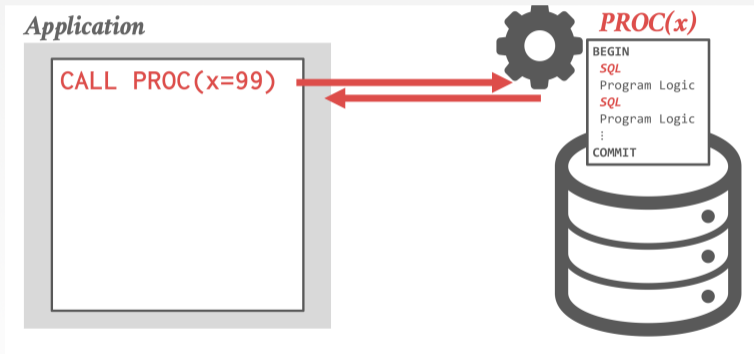 Application
CALL PROC(x=99)
PROC(x)
BEGIN
SQL
Program Logic
SQL
Program Logic
⋮
COMMIT